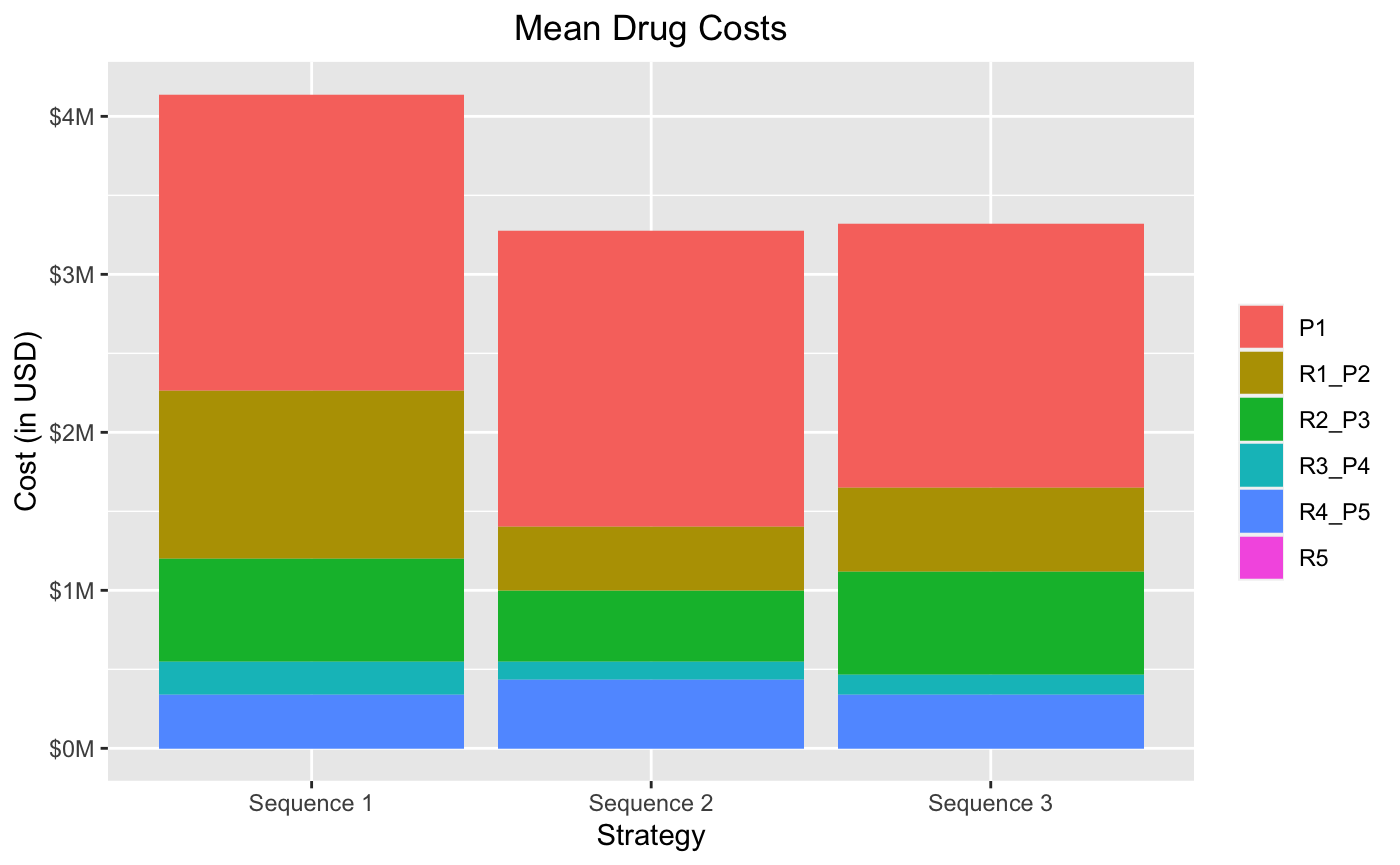 Mean Drug Costs
Cost (in USD)
$4M
$3M
$2M
$1M
$0M
Sequence 1
Sequence 2
Sequence 3
Strategy
P1
R1_P2
R2_P3
R3_P4
R4_P5
R5